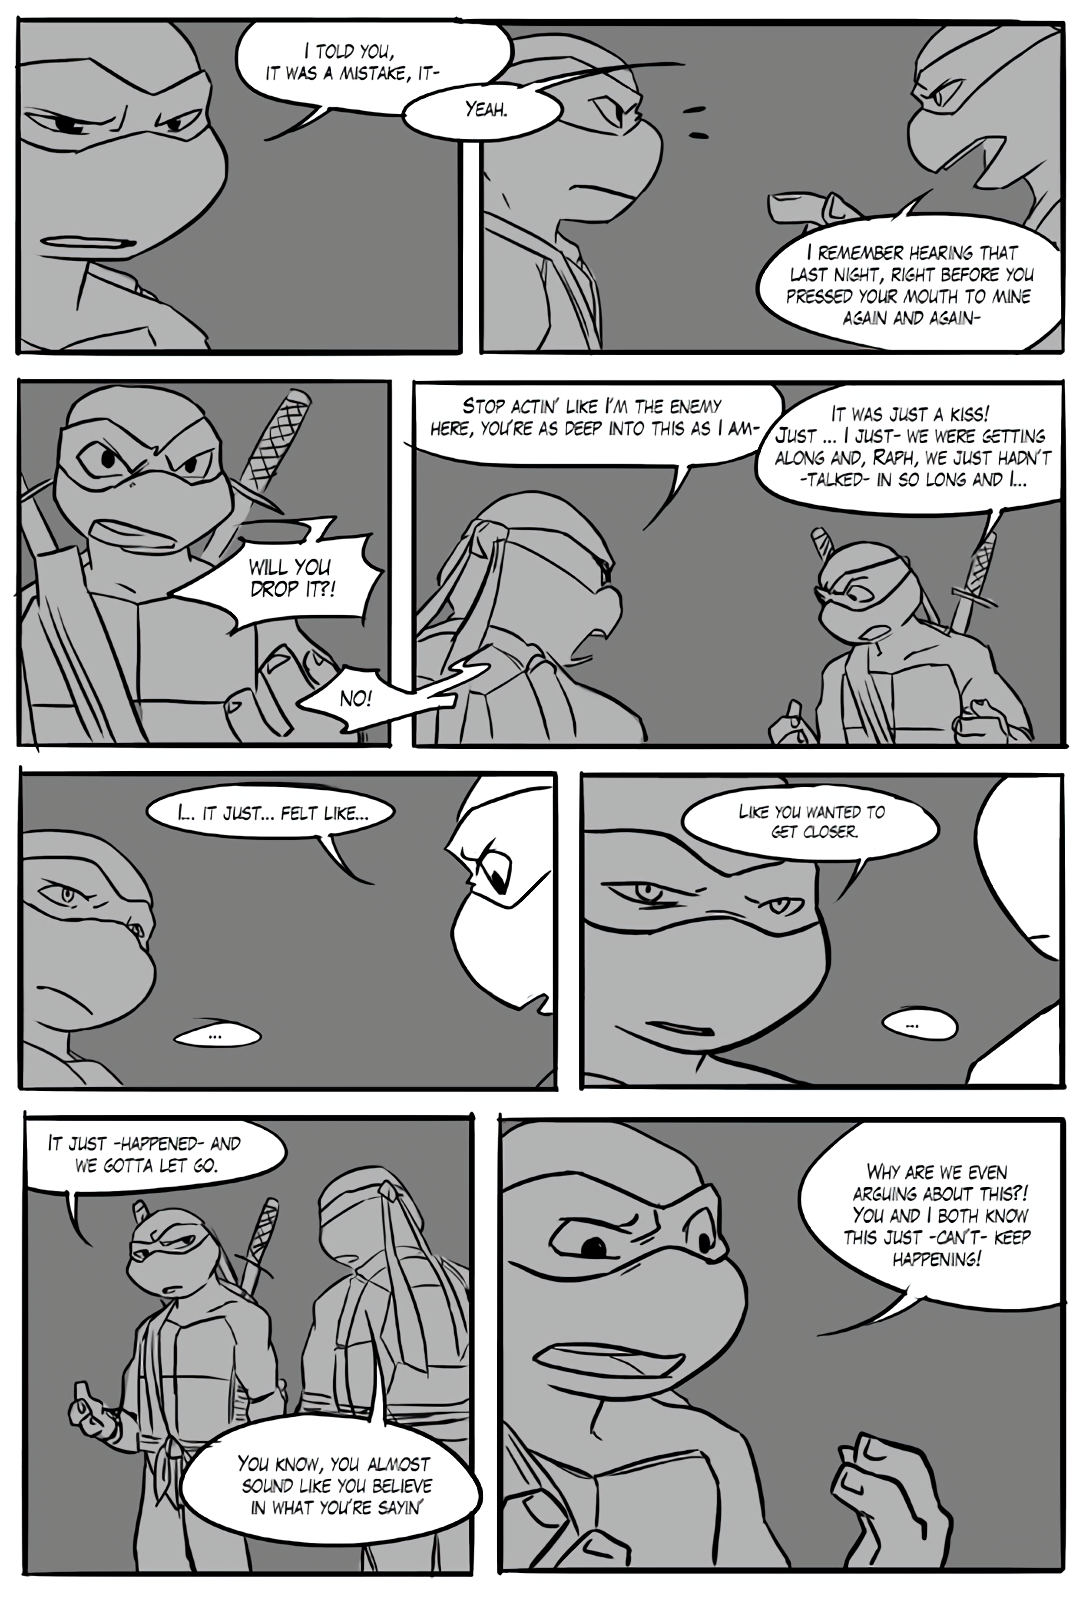 I TOLD YOU,
IT WAS A MISTAKE, IT-
YEAH.
I REMEMBER HEARING THAT
LAST NIGHT, RIGHT BEFORE YOU
PRESSED YOUR MOUTH TO MINE
AGAIN AND AGAIN-
WILL YOU
DROP IT?!
NO!
STOP ACTIN' LIKE I'M THE ENEMY
HERE, YOU'RE AS DEEP INTO THIS AS I AM-
IT WAS JUST A KISS!
JUST ... I JUST- WE WERE GETTING
ALONG AND, RAPH, WE JUST HADN'T
-TALKED- IN SO LONG AND I...
I... IT JUST... FELT LIKE...
...
LIKE YOU WANTED TO
GET CLOSER.
...
IT JUST -HAPPENED- AND
WE GOTTA LET GO.
YOU KNOW, YOU ALMOST
SOUND LIKE YOU BELIEVE
IN WHAT YOU'RE SAYIN'
WHY ARE WE EVEN
ARGUING ABOUT THIS?!
YOU AND I BOTH KNOW
THIS JUST -CAN'T- KEEP
HAPPENING!